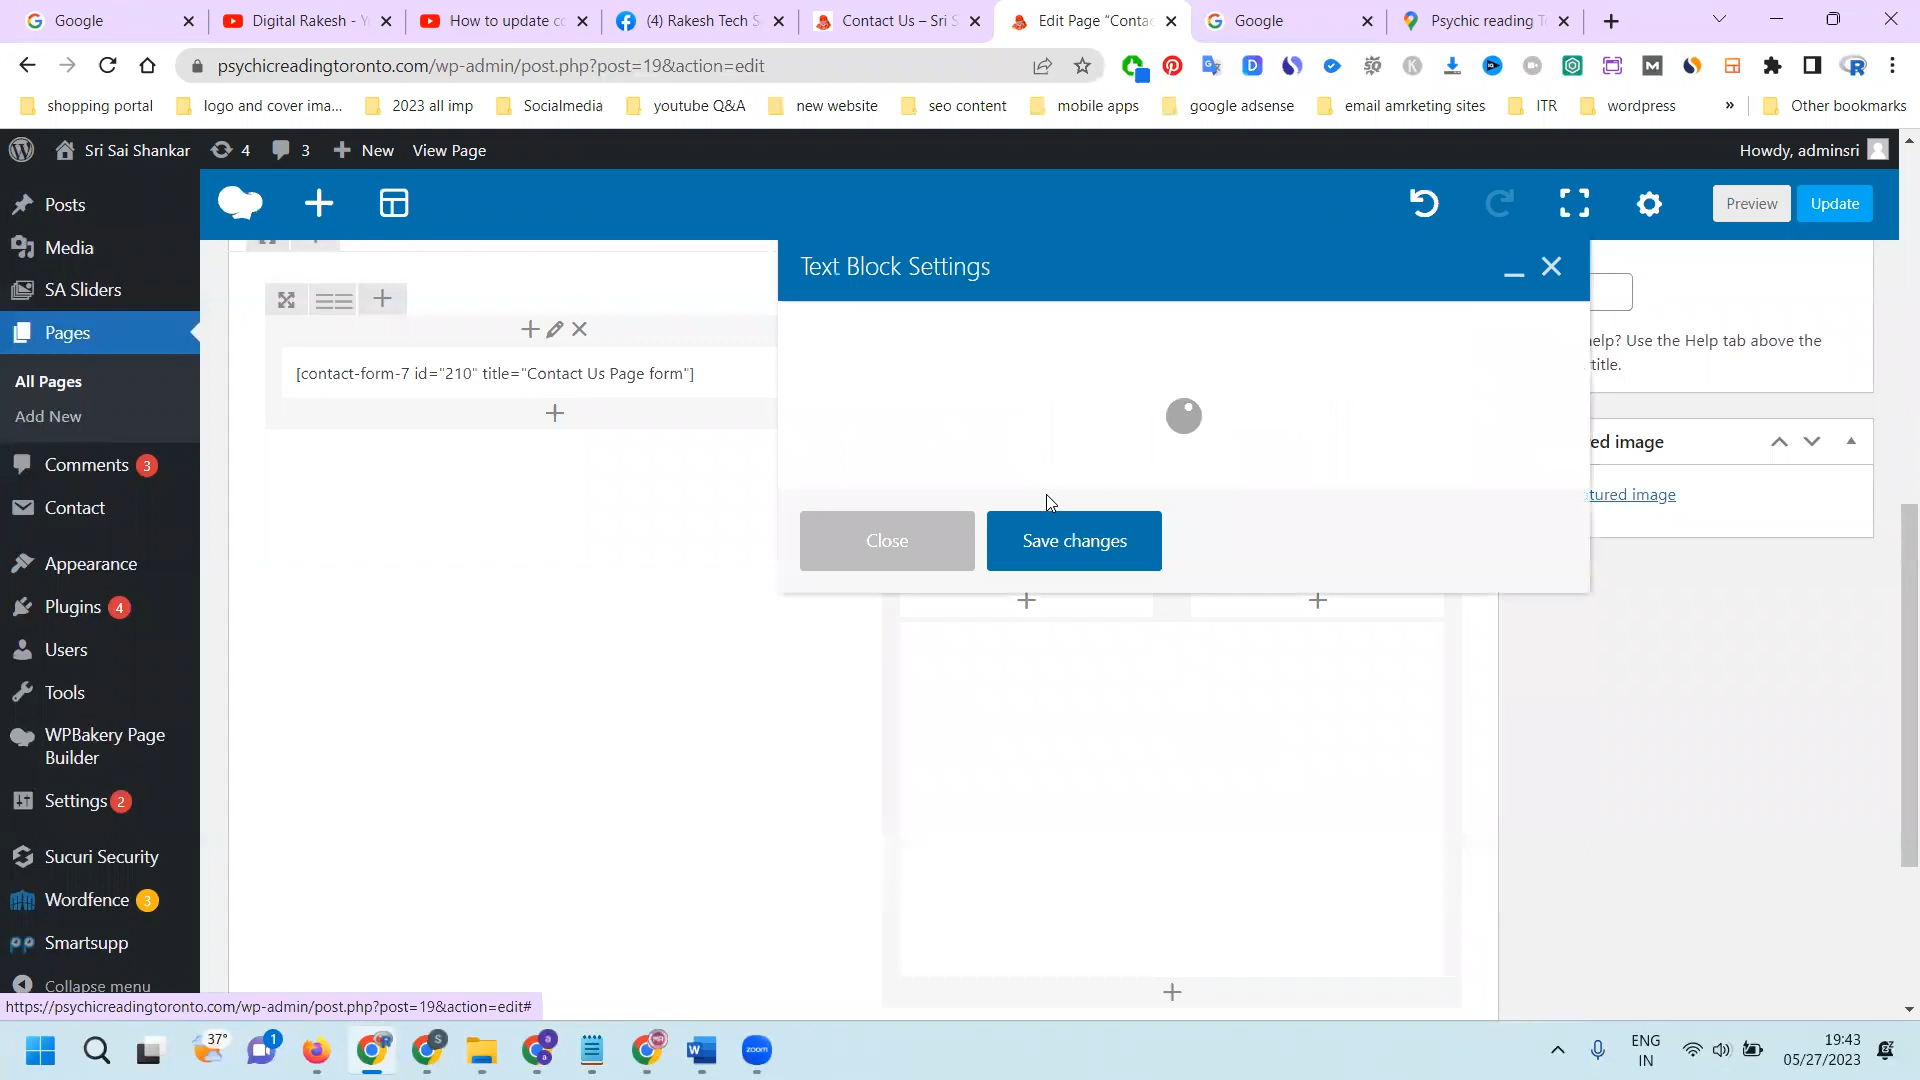 Google
Digital Rakesh - Y
How to update co
(4) Rakesh Tech S
Contact Us – Sri S
Edit Page "Contac
Google
Psychic reading T
psychicreadingtoronto.com/wp-admin/post.php?post=19&action=edit
shopping portal
logo and cover ima...
2023 all imp
Socialmedia
youtube Q&A
new website
seo content
mobile apps
google adsense
email amrketing sites
ITR
wordpress
»
Other bookmarks
Sri Sai Shankar
4
3
New
View Page
Howdy, adminsri
Posts
Media
SA Sliders
Pages
All Pages
Add New
Comments 3
Contact
Appearance
Plugins 4
Users
Tools
WPBakery Page
Builder
Settings 2
Sucuri Security
Wordfence 3
Smartsupp
Collapse menu
Preview
Update
Text Block Settings
[contact-form-7 id="210" title="Contact Us Page form"]
Close
Save changes
help? Use the Help tab above the
title.
ed image
tured image
https://psychicreadingtoronto.com/wp-admin/post.php?post=19&action=edit#
37°
1
zoom
ENG
IN
19:43
05/27/2023